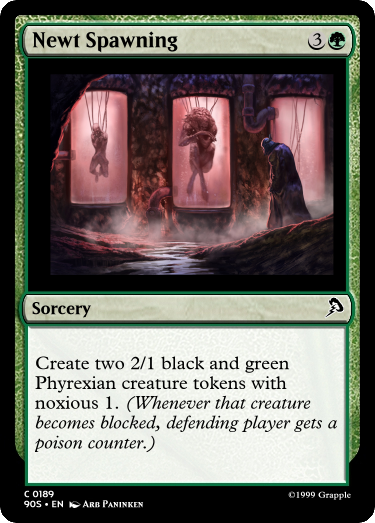 Newt Spawning 3
Sorcery
Create two 2/1 black and green
Phyrexian creature tokens with
noxious 1. (Whenever that creature
becomes blocked, defending player gets a
poison counter.)
C 0189
90S • EN Arb Paninken
©1999 Grapple